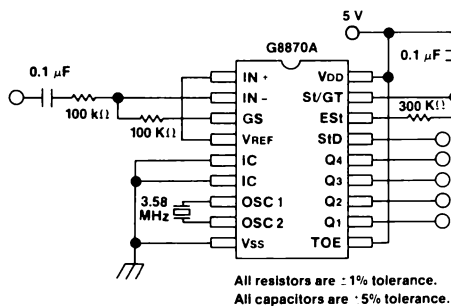 5 V
G8870A
0.1 µF
0.1 µF
IN + VDD
IN - St/GT
100 kΩ
300 KΩ
GS ESt
100 KΩ
VREF StD
IC Q4
IC Q3
3.58
MHz
OSC 1 Q2
OSC 2 Q1
VSS TOE
All resistors are 1% tolerance.
All capacitors are 5% tolerance.